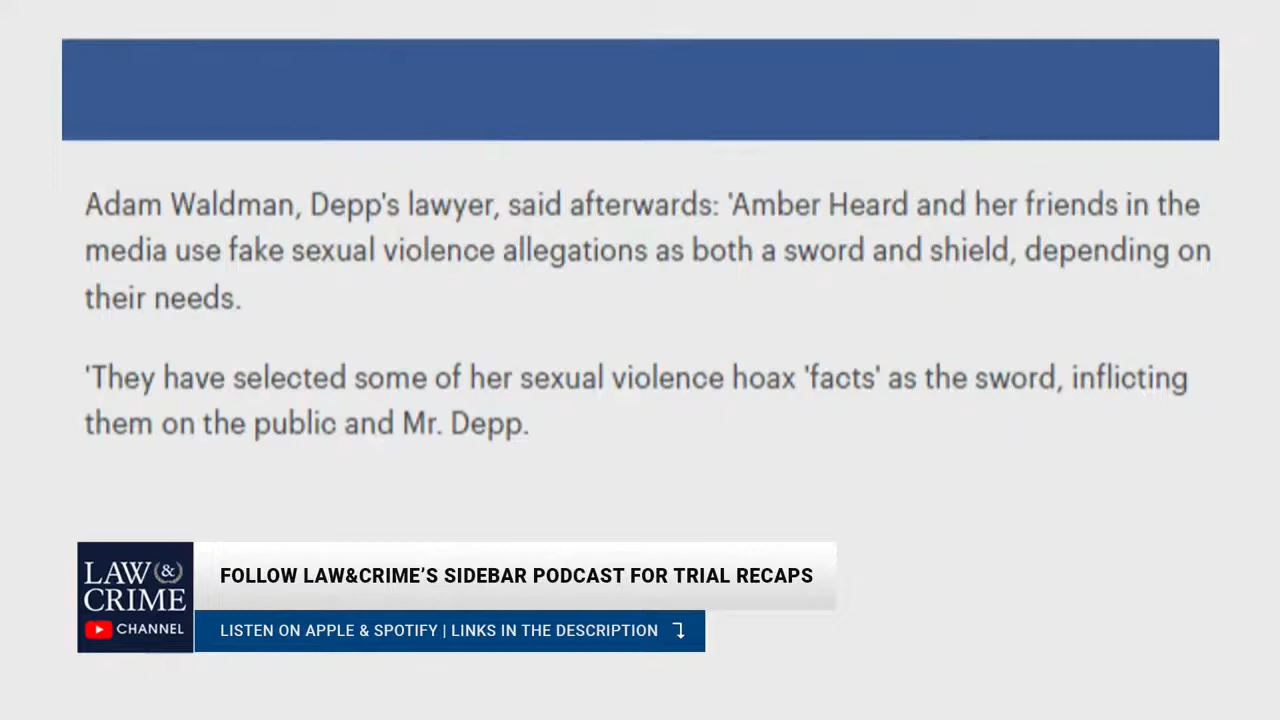 Adam Waldman, Depp's lawyer, said afterwards: 'Amber Heard and her friends in the
media use fake sexual violence allegations as both a sword and shield, depending on
their needs.
'They have selected some of her sexual violence hoax 'facts' as the sword, inflicting
them on the public and Mr. Depp.
LAW &
CRIME
CHANNEL
FOLLOW LAW&CRIME’S SIDEBAR PODCAST FOR TRIAL RECAPS
LISTEN ON APPLE & SPOTIFY | LINKS IN THE DESCRIPTION